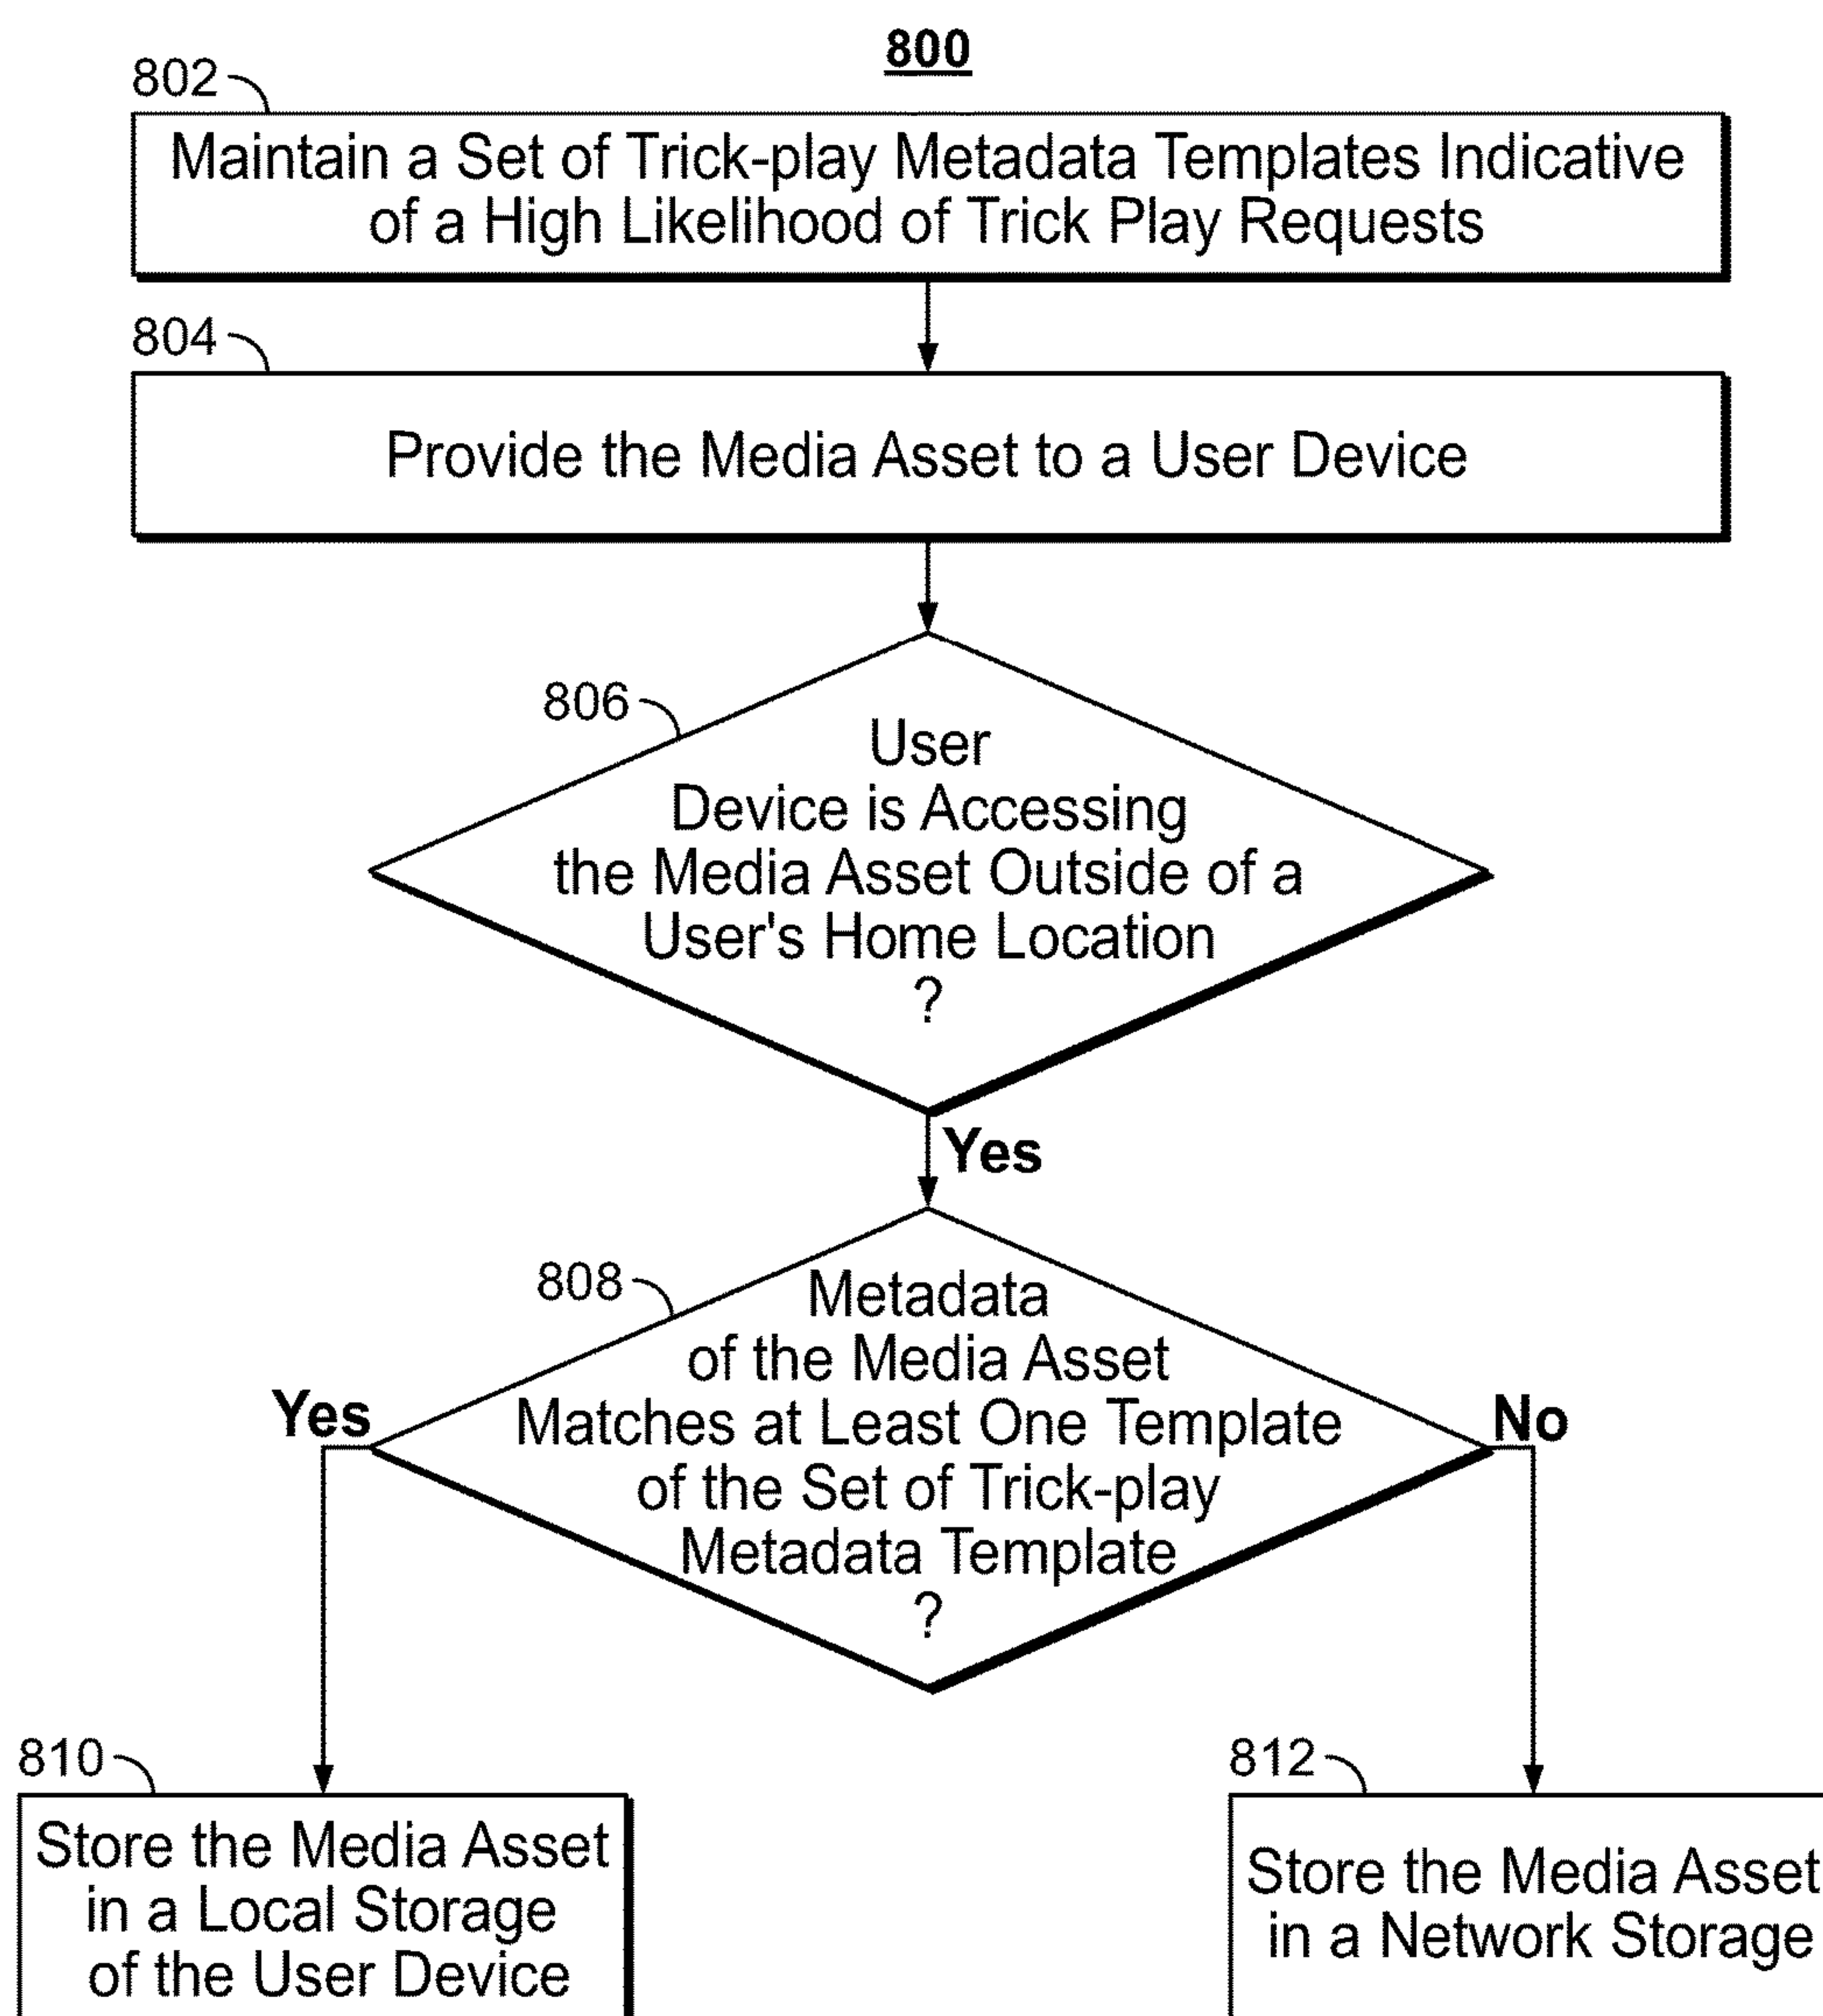 800
802
Maintain a Set of Trick-play Metadata Templates Indicative
of a High Likelihood of Trick Play Requests
804
Provide the Media Asset to a User Device
806
User
Device is Accessing
the Media Asset Outside of a
User's Home Location
?
Yes
808
Metadata
of the Media Asset
Matches at Least One Template
of the Set of Trick-play
Metadata Template
?
Yes
No
810
Store the Media Asset
in a Local Storage
of the User Device
812
Store the Media Asset
in a Network Storage